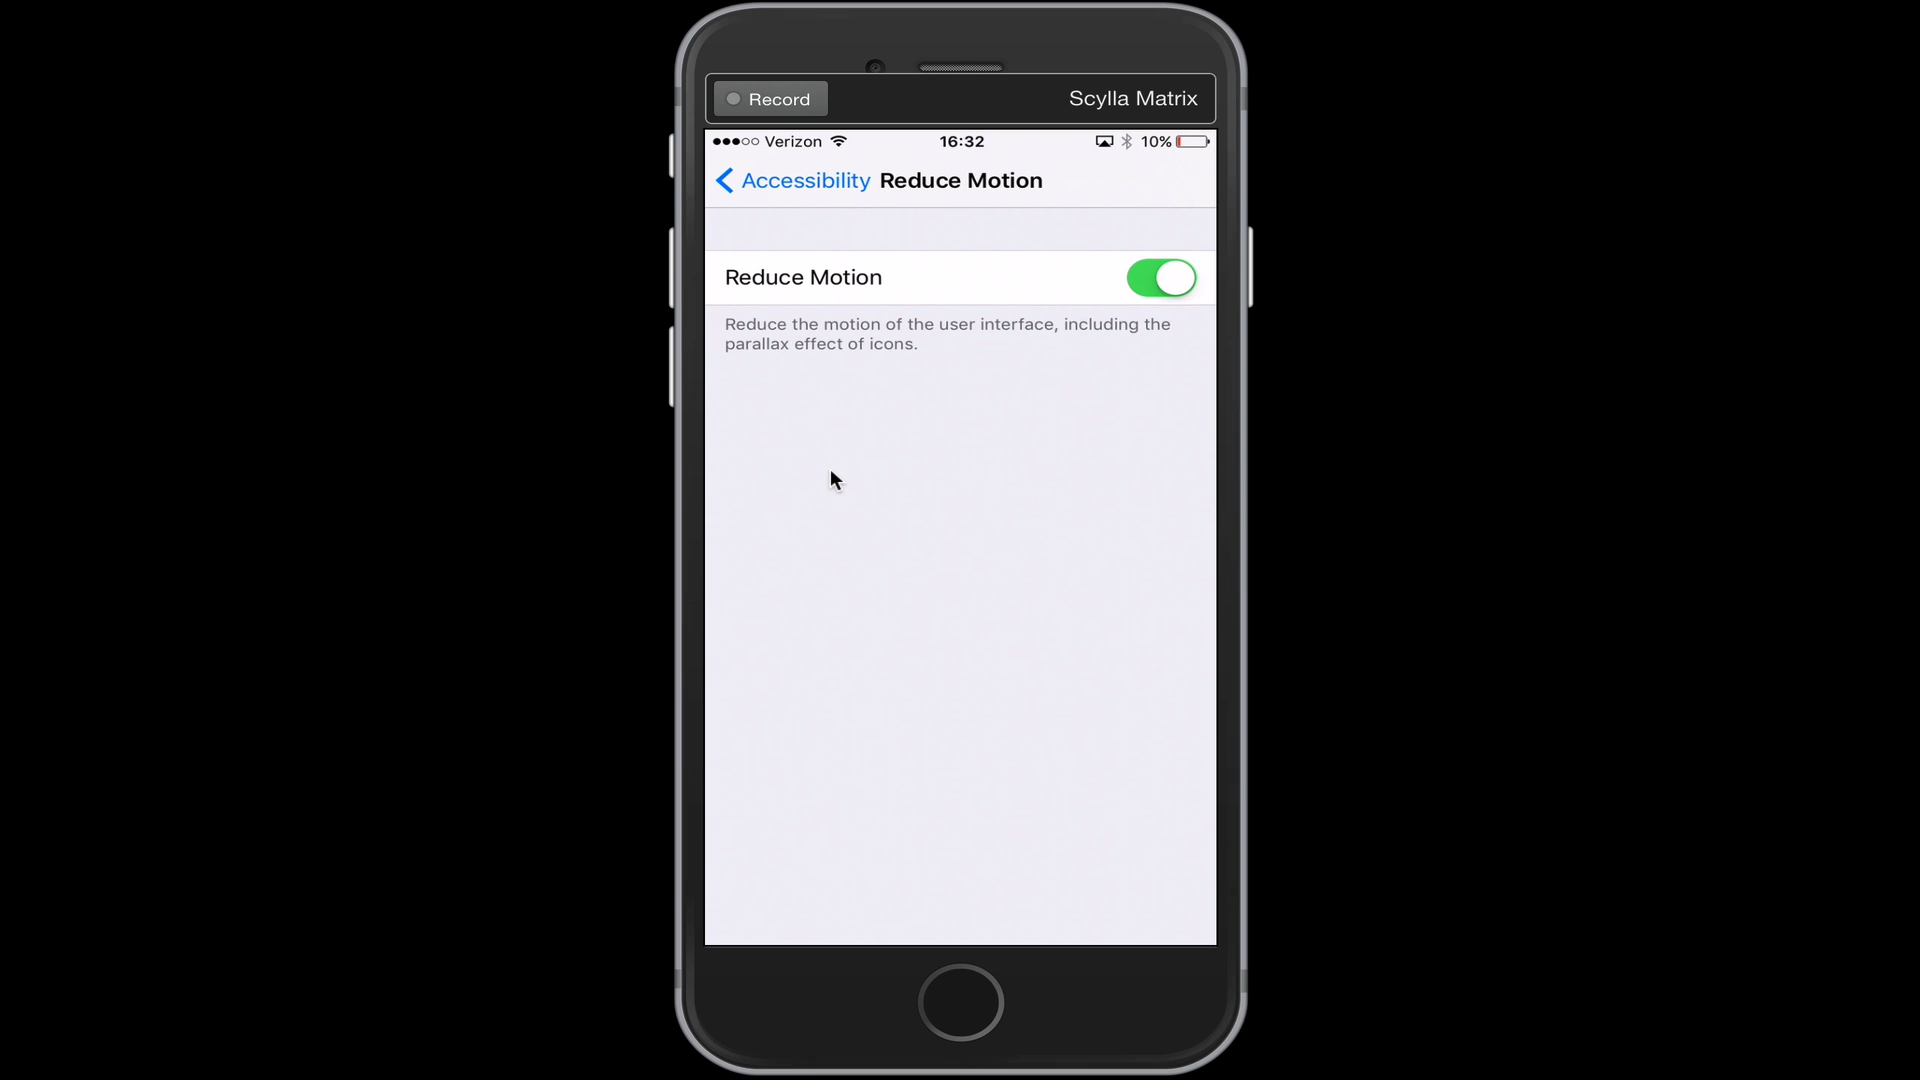 Record
Scylla Matrix
Verizon 16:32 10%
Accessibility Reduce Motion
Reduce Motion
Reduce the motion of the user interface, including the
parallax effect of icons.